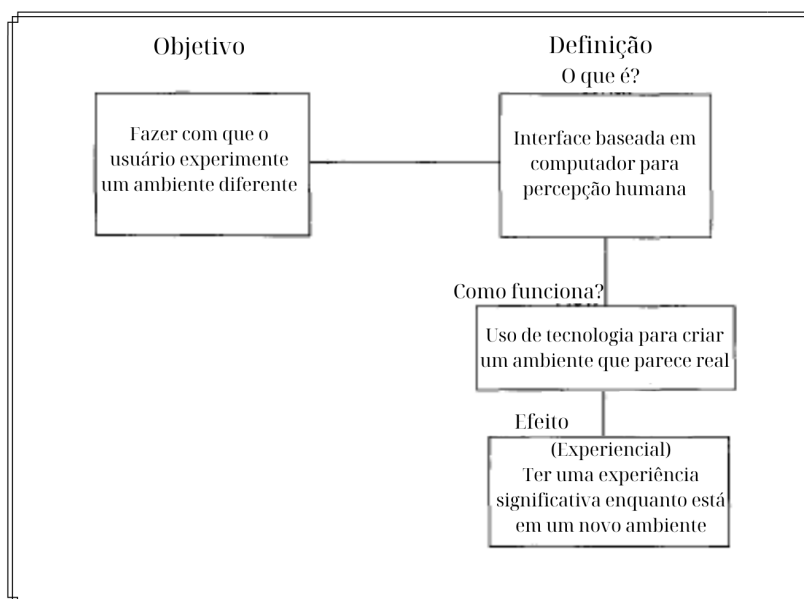 Objetivo
Fazer com que o
usuário experimente
um ambiente diferente
Definição
O que é?
Interface baseada em
computador para
percepção humana
Como funciona?
Uso de tecnologia para criar
um ambiente que parece real
Efeito
(Experiencial)
Ter uma experiência
significativa enquanto está
em um novo ambiente